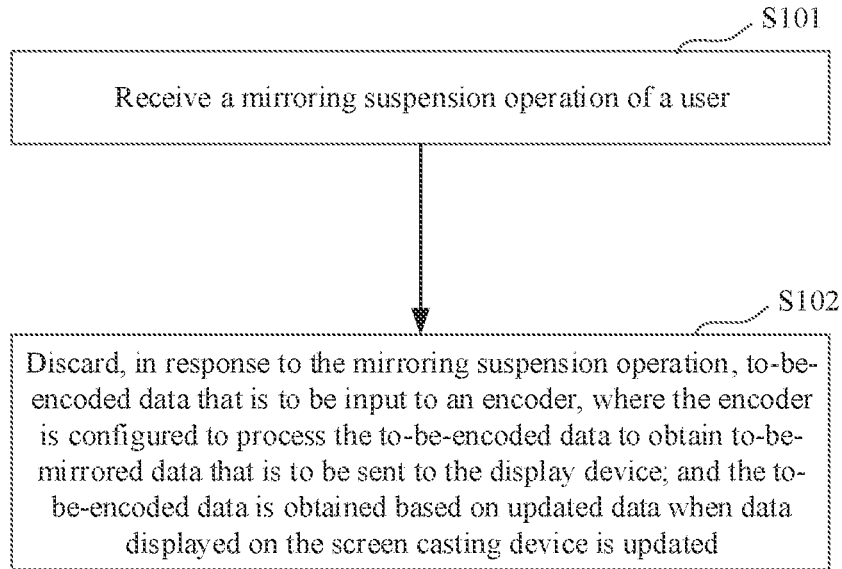 S101
Receive a mirroring suspension operation of a user
S102
Discard, in response to the mirroring suspension operation, to-be-
encoded data that is to be input to an encoder, where the encoder
is configured to process the to-be-encoded data to obtain to-be-
mirrored data that is to be sent to the display device; and the to-
be-encoded data is obtained based on updated data when data
displayed on the screen casting device is updated